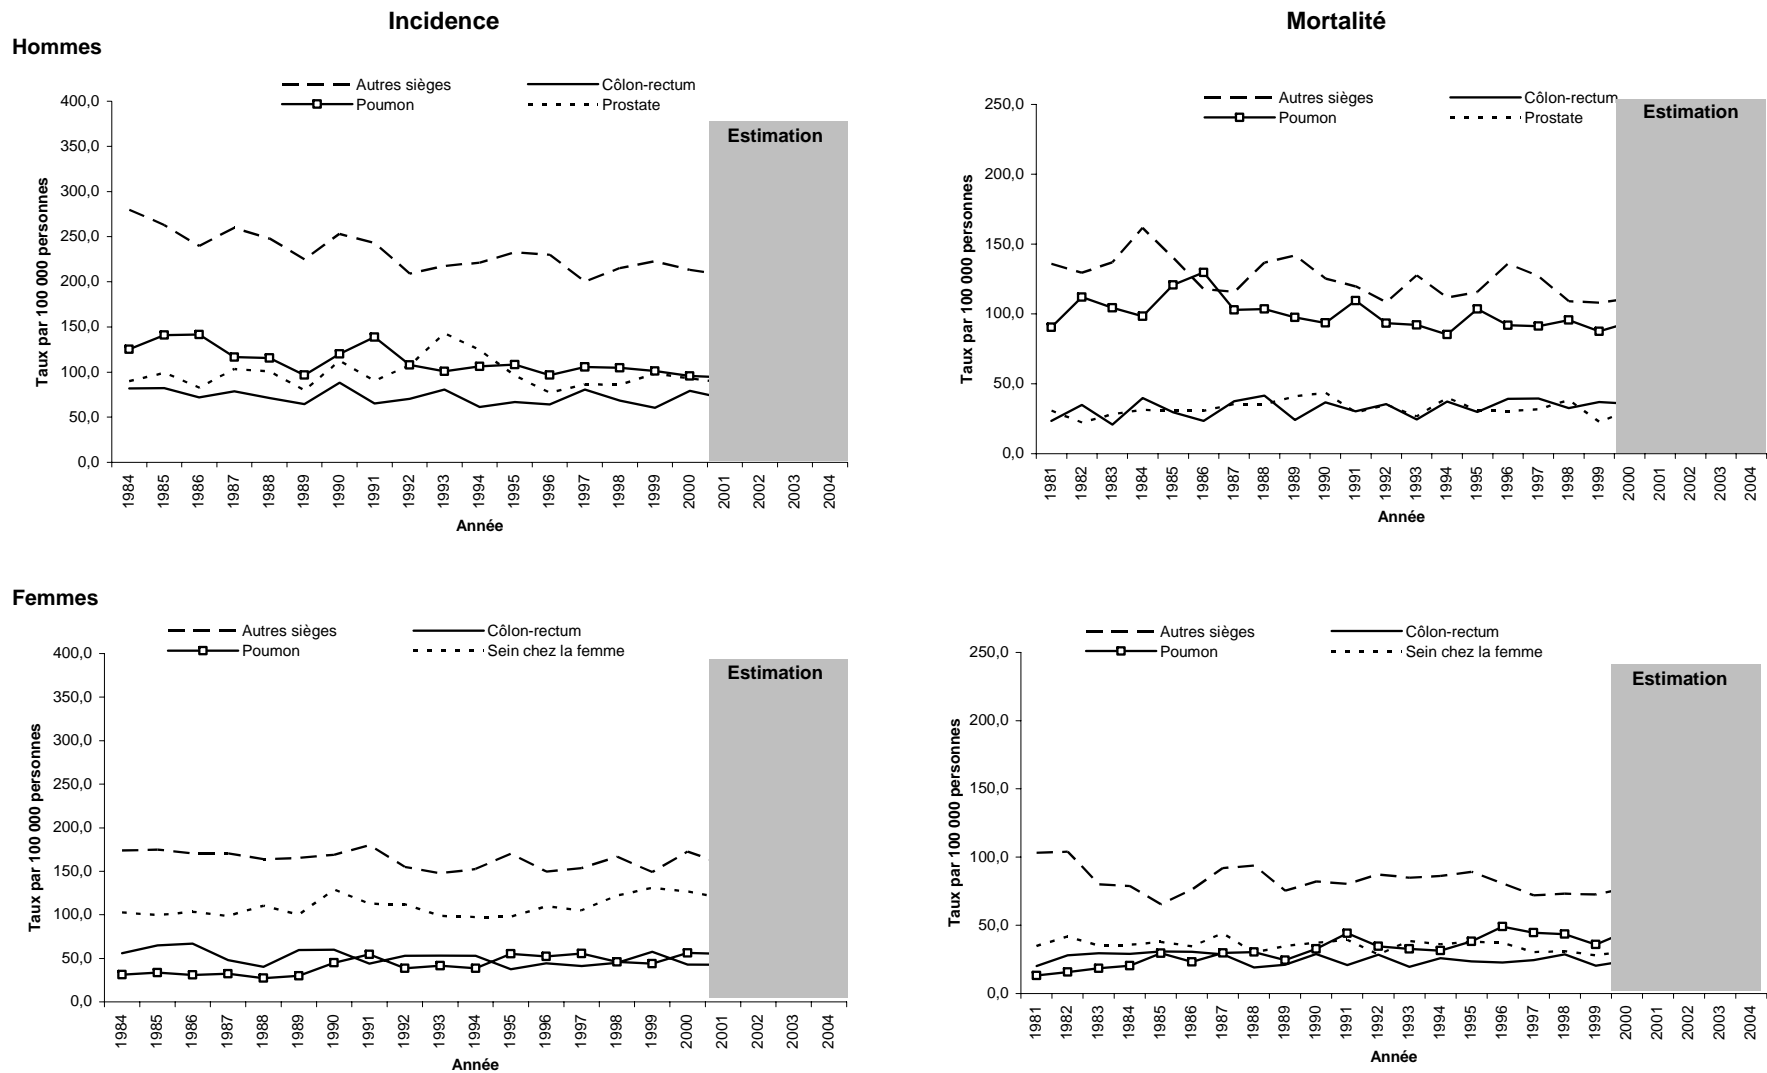 Incidence
Mortalité
Hommes
Autres sièges
Côlon-rectum
Poumon
Prostate
Estimation
400,0
350,0
300,0
250,0
200,0
150,0
100,0
50,0
0,0
Taux par 100 000 personnes
1984 1985 1986 1987 1988 1989 1990 1991 1992 1993 1994 1995 1996 1997 1998 1999 2000 2001 2002 2003 2004
Année
Autres sièges
Côlon-rectum
Poumon
Prostate
Estimation
250,0
200,0
150,0
100,0
50,0
0,0
Taux par 100 000 personnes
1981 1982 1983 1984 1985 1986 1987 1988 1989 1990 1991 1992 1993 1994 1995 1996 1997 1998 1999 2000 2001 2002 2003 2004
Année
Femmes
Autres sièges
Côlon-rectum
Poumon
Sein chez la femme
Estimation
400,0
350,0
300,0
250,0
200,0
150,0
100,0
50,0
0,0
Taux par 100 000 personnes
1984 1985 1986 1987 1988 1989 1990 1991 1992 1993 1994 1995 1996 1997 1998 1999 2000 2001 2002 2003 2004
Année
Autres sièges
Côlon-rectum
Poumon
Sein chez la femme
Estimation
250,0
200,0
150,0
100,0
50,0
0,0
Taux par 100 000 personnes
1981 1982 1983 1984 1985 1986 1987 1988 1989 1990 1991 1992 1993 1994 1995 1996 1997 1998 1999 2000 2001 2002 2003 2004
Année